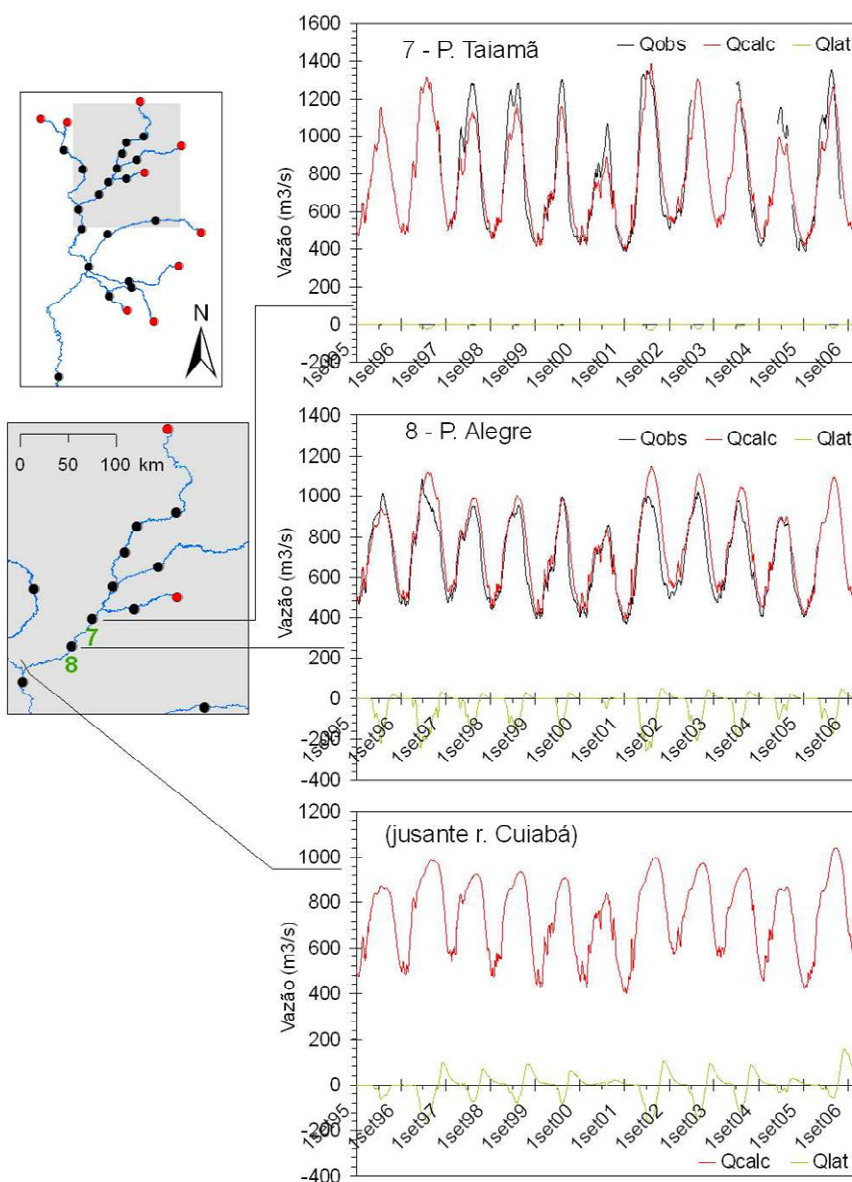 7 - P. Taiamã
Qobs Qcalc Qlat
Vazão (m3/s)
1600
1400
1200
1000
800
600
400
200
0
-200
1set95
1set96
1set97
1set98
1set99
1set00
1set01
1set02
1set03
1set04
1set05
1set06
N
0 50 100 km
7
8
8 - P. Alegre
Qobs Qcalc Qlat
Vazão (m3/s)
1400
1200
1000
800
600
400
200
0
-200
-400
1set95
1set96
1set97
1set98
1set99
1set00
1set01
1set02
1set03
1set04
1set05
1set06
(jusante r. Cuiabá)
Vazão (m3/s)
1200
1000
800
600
400
200
0
-200
-400
1set95
1set96
1set97
1set98
1set99
1set00
1set01
1set02
1set03
1set04
1set05
1set06
Qcalc Qlat